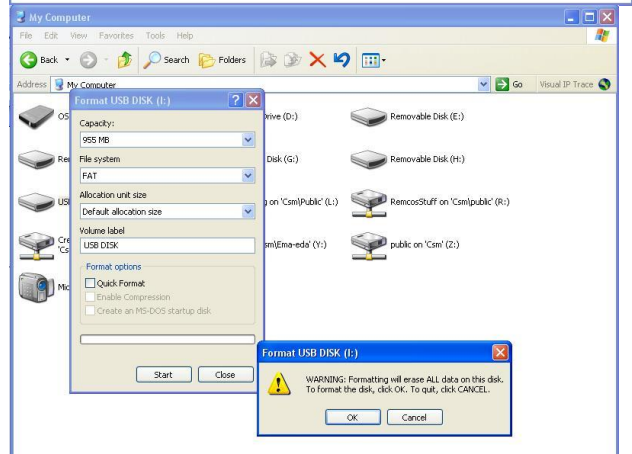 My Computer
File Edit View Favorites Tools Help
Back Search Folders
Address My Computer Go Visual IP Trace
Format USB DISK (I:)
Capacity:
955 MB
File system
FAT
Allocation unit size
Default allocation size
Volume label
USB DISK
Format options
Quick Format
Enable Compression
Create an MS-DOS startup disk
Start Close
(D:)
Removable Disk (E:)
Disk (G:)
Removable Disk (H:)
on 'Csm\Public' (L:)
RemcosStuff on 'Csm\public' (R:)
(Y:)
public on 'Csm' (Z:)
Format USB DISK (I:)
WARNING: Formatting will erase ALL data on this disk.
To format the disk, click OK. To quit, click CANCEL.
OK Cancel